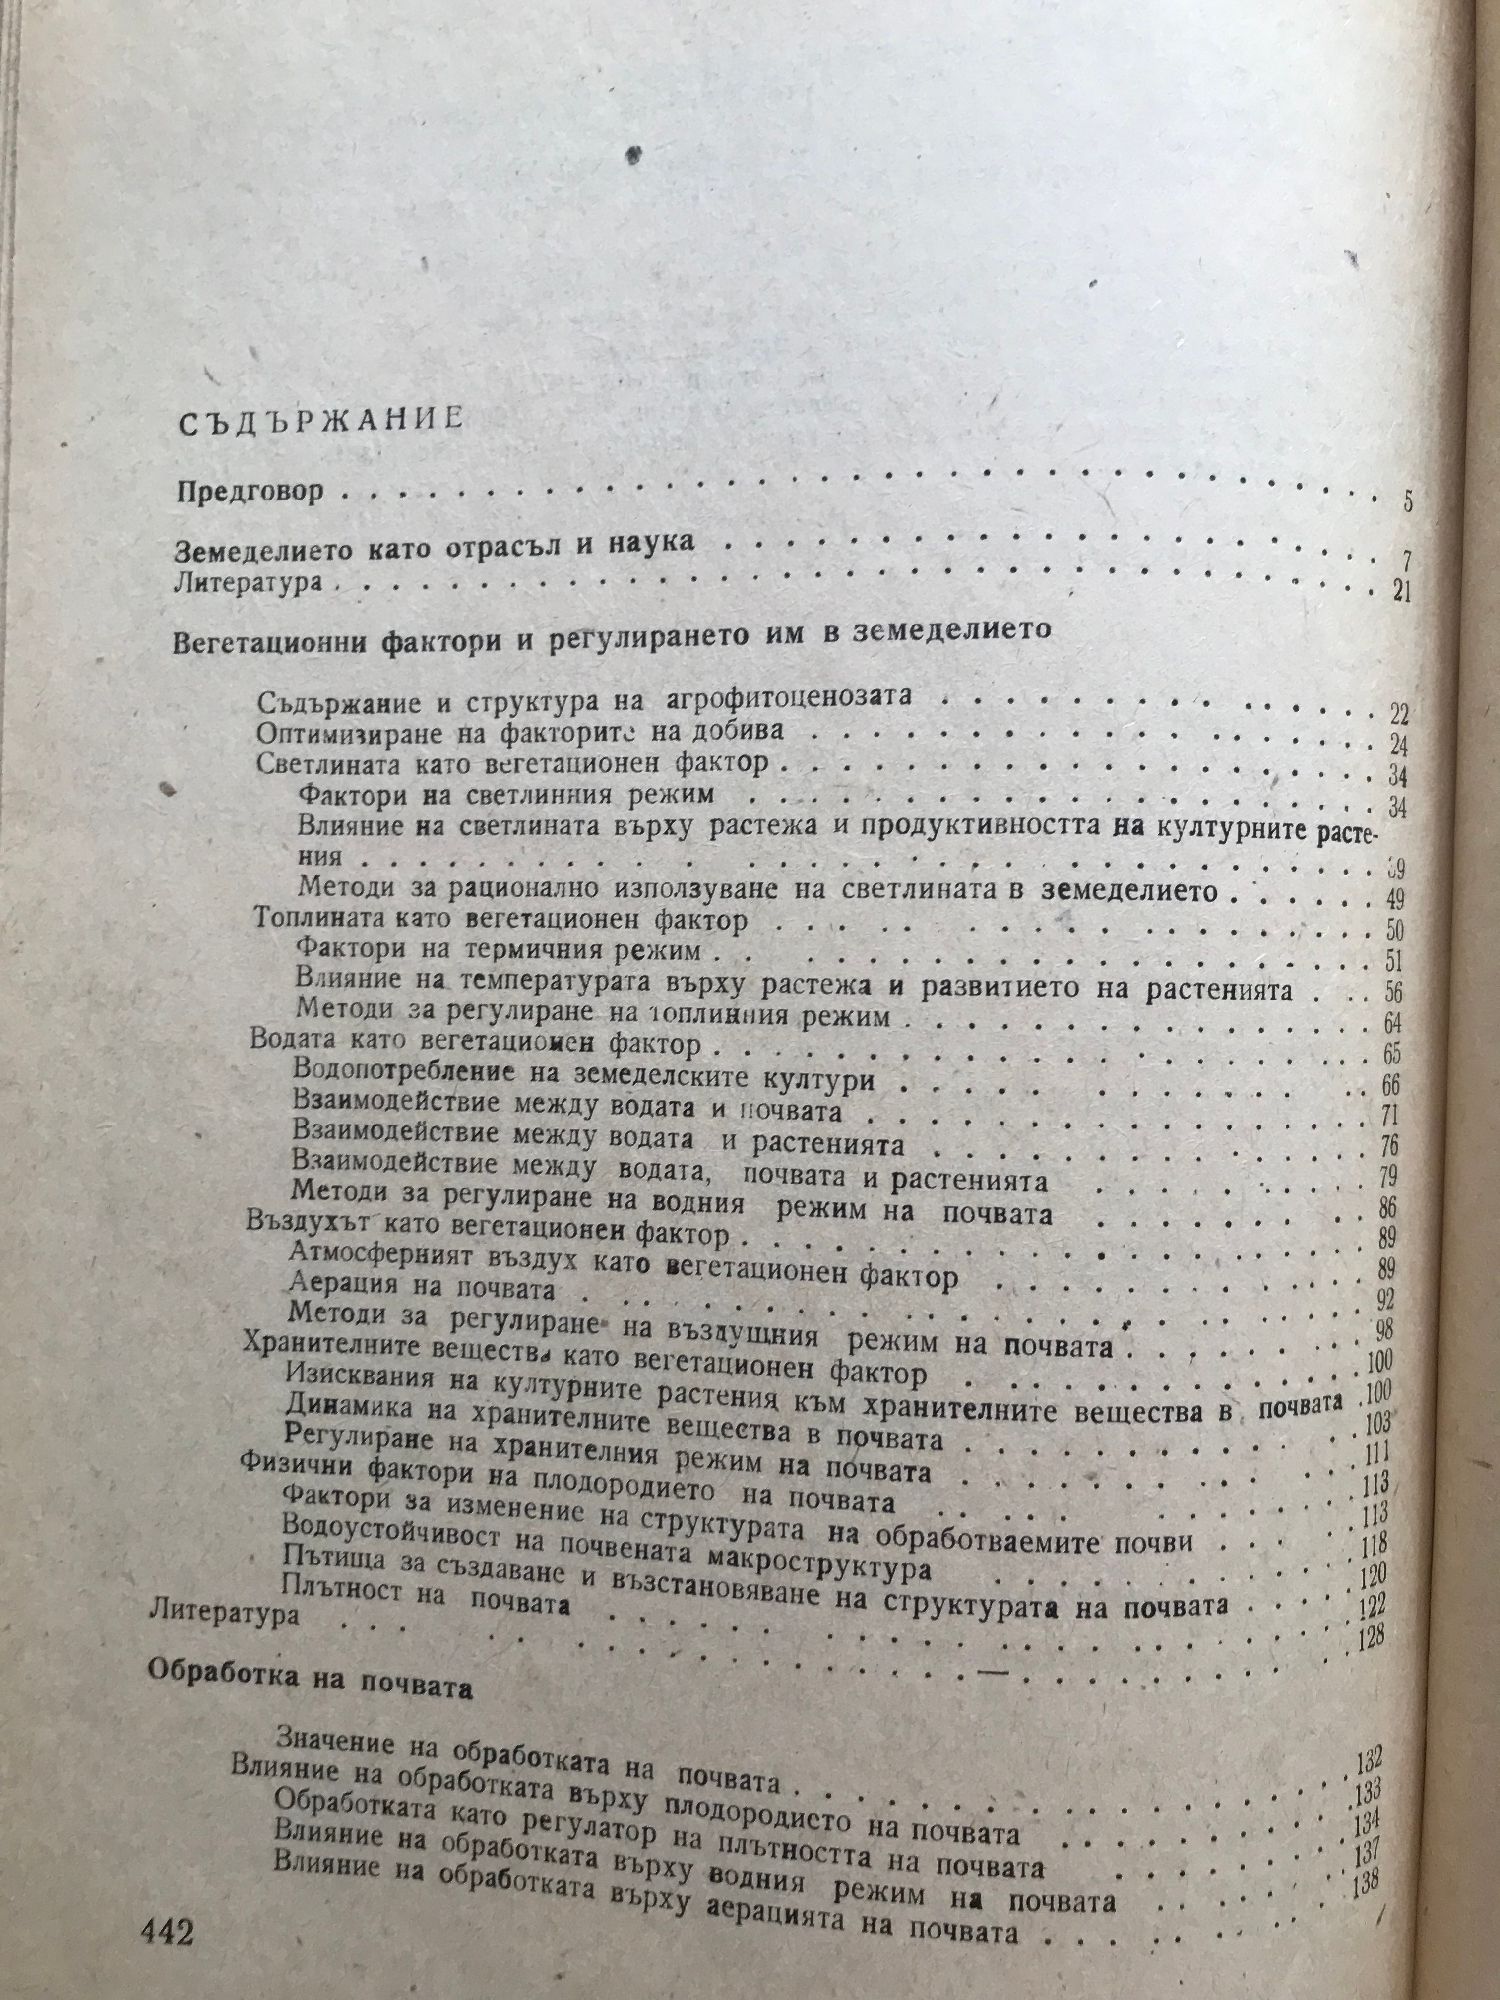 СЪДЪРЖАНИЕ
Предговор . . . . . . . . . . 5
Земеделието като отрасъл и наука . . . . . . . . . . 7
Литература . . . . . . . . . . 21
Вегетационни фактори и регулирането им в земеделието
Съдържание и структура на агрофитоценозата . . . . . . . . . . 22
Оптимизиране на факторите на добива . . . . . . . . . . 24
Светлината като вегетационен фактор . . . . . . . . . . 34
Фактори на светлинния режим . . . . . . . . . . 34
Влияние на светлината върху растежа и продуктивността на културните расте-
ния . . . . . . . . . . 39
Методи за рационално използуване на светлината в земеделието . . . . . . 49
Топлината като вегетационен фактор . . . . . . . . . . 50
Фактори на термичния режим . . . . . . . . . . 51
Влияние на температурата върху растежа и развитието на растенията . . . 56
Методи за регулиране на топлинния режим . . . . . . . . . . 64
Водата като вегетационен фактор . . . . . . . . . . 65
Водопотребление на земеделските култури . . . . . . . . . . 66
Взаимодействие между водата и почвата . . . . . . . . . . 71
Взаимодействие между водата и растенията . . . . . . . . . . 76
Взаимодействие между водата, почвата и растенията . . . . . . . . . . 79
Методи за регулиране на водния режим на почвата . . . . . . . . . . 86
Въздухът като вегетационен фактор . . . . . . . . . . 89
Атмосферният въздух като вегетационен фактор . . . . . . . . . . 89
Аерация на почвата . . . . . . . . . . 92
Методи за регулиране на въздушния режим на почвата . . . . . . . . . 98
Хранителните вещества като вегетационен фактор . . . . . . . . . . 100
Изисквания на културните растения към хранителните вещества в почвата . 100
Динамика на хранителните вещества в почвата . . . . . . . . . . 103
Регулиране на хранителния режим на почвата . . . . . . . . . . 111
Физични фактори на плодородието на почвата . . . . . . . . . . 113
Фактори за изменение на структурата на обработваемите почви . . . . . 113
Водоустойчивост на почвената макроструктура . . . . . . . . . . 118
Пътища за създаване и възстановяване на структурата на почвата . . . . 120
Плътност на почвата . . . . . . . . . . 122
Литература . . . . . . . . . . 128
Обработка на почвата
Значение на обработката на почвата . . . . . . . . . . 132
Влияние на обработката върху плодородието на почвата . . . . . . . . . . 133
Обработката като регулатор на плътността на почвата . . . . . . . . . . 134
Влияние на обработката върху водния режим на почвата . . . . . . . . 137
Влияние на обработката върху аерацията на почвата . . . . . . . . 138
442